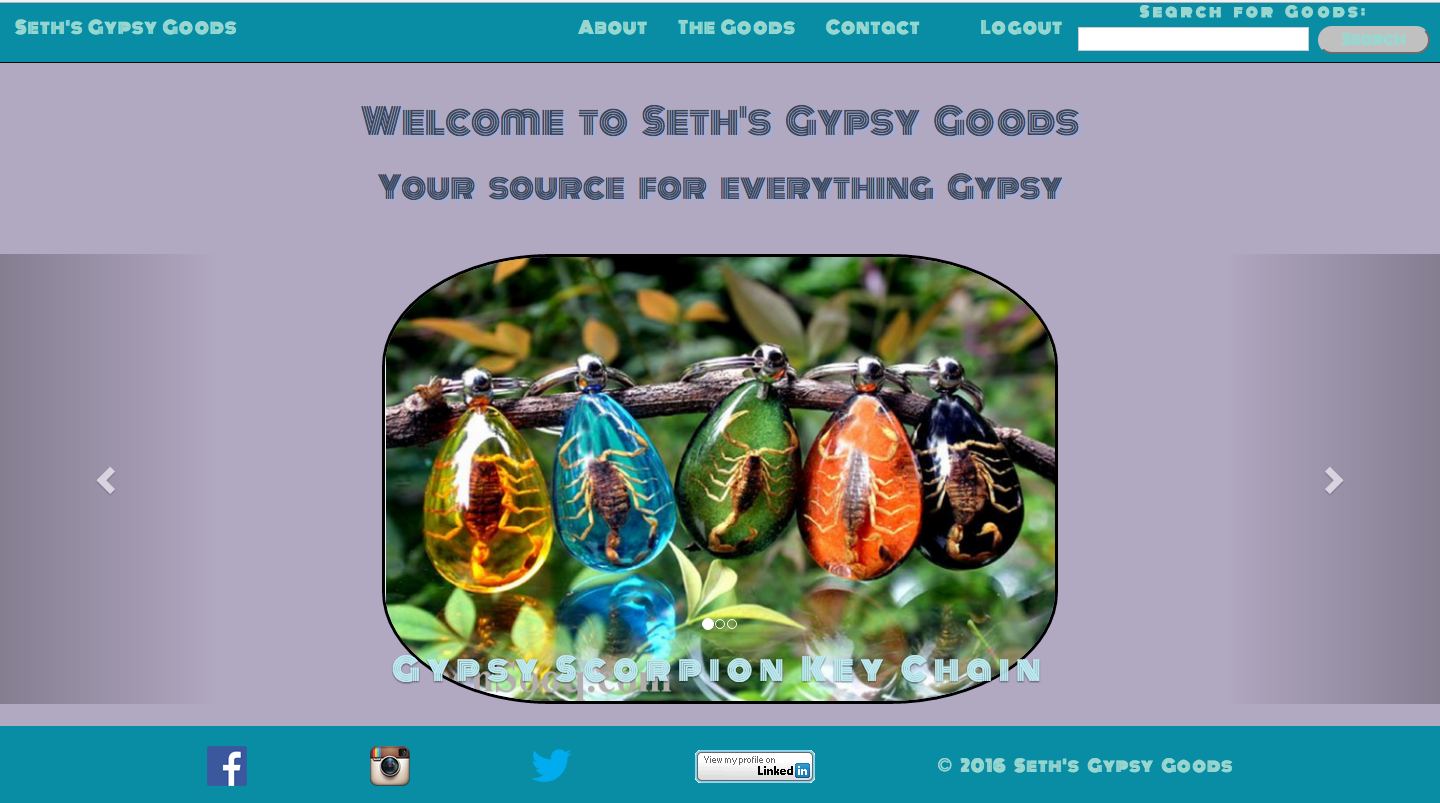 Seth's Gypsy Goods
About The Goods Contact Logout
Search for Goods:
Search
Welcome to Seth's Gypsy Goods
Your source for everything Gypsy
Gypsy Scorpion Key Chain
View my profile on
Linked in
© 2016 Seth's Gypsy Goods